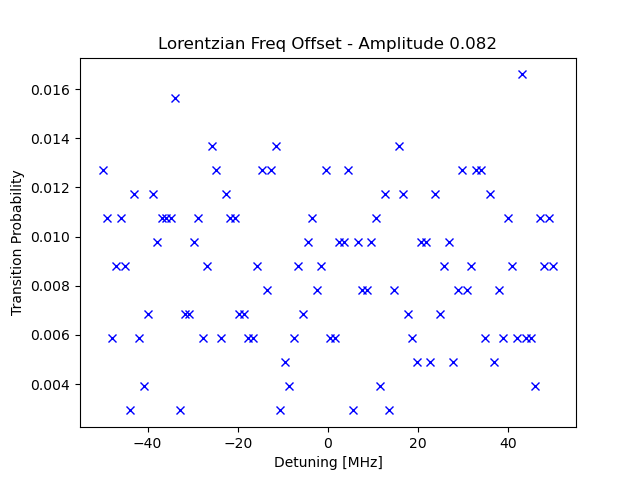 Lorentzian Freq Offset - Amplitude 0.082
Transition Probability
0.016
0.014
0.012
0.010
0.008
0.006
0.004
−40 −20 0 20 40
Detuning [MHz]